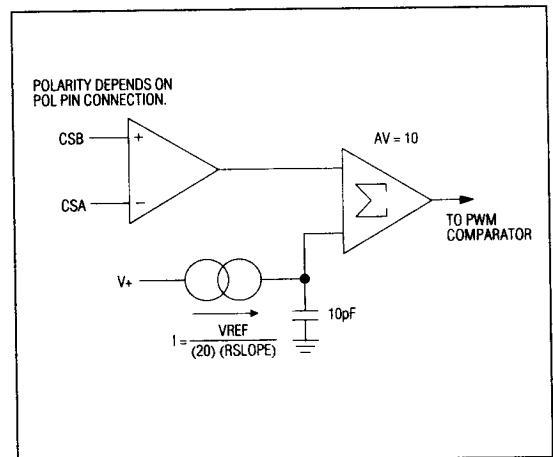 POLARITY DEPENDS ON
POL PIN CONNECTION.
CSB
+
CSA
−
AV = 10
Σ
TO PWM
COMPARATOR
V+
10pF
I = VREF
(20) (RSLOPE)